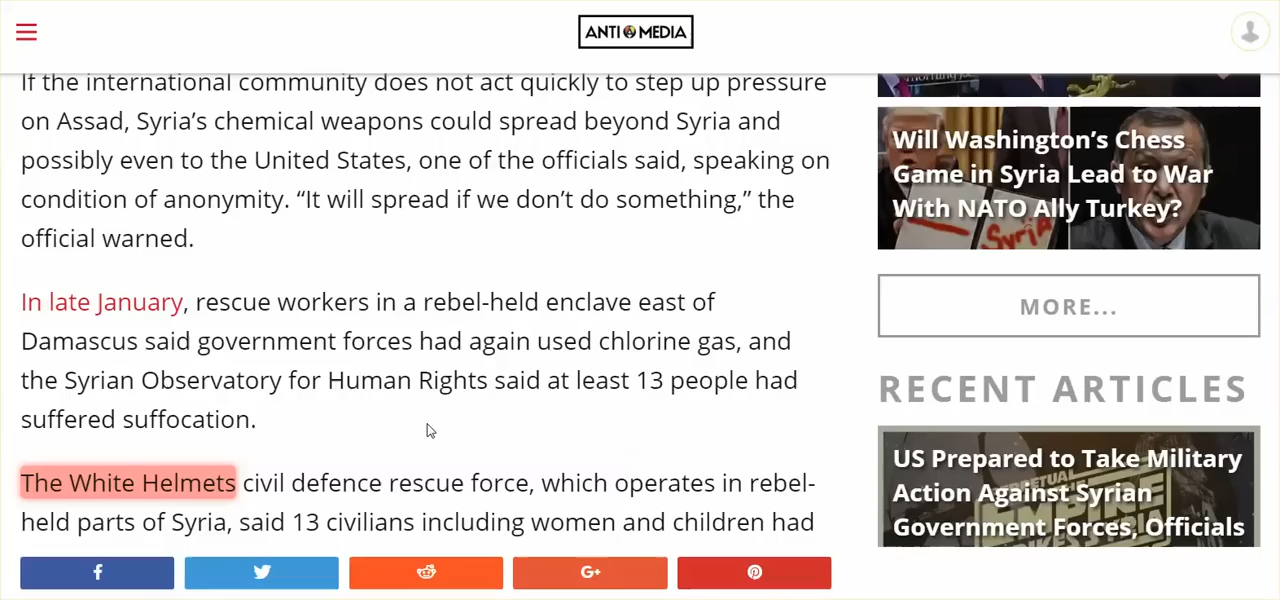 ANTI MEDIA
If the international community does not act quickly to step up pressure
on Assad, Syria's chemical weapons could spread beyond Syria and
possibly even to the United States, one of the officials said, speaking on
condition of anonymity. “It will spread if we don't do something,” the
official warned.
In late January, rescue workers in a rebel-held enclave east of
Damascus said government forces had again used chlorine gas, and
the Syrian Observatory for Human Rights said at least 13 people had
suffered suffocation.
The White Helmets civil defence rescue force, which operates in rebel-
held parts of Syria, said 13 civilians including women and children had
f
G+
Will Washington's Chess
Game in Syria Lead to War
With NATO Ally Turkey?
Syria
MORE...
RECENT ARTICLES
US Prepared to Take Military
Action Against Syrian
Government Forces, Officials